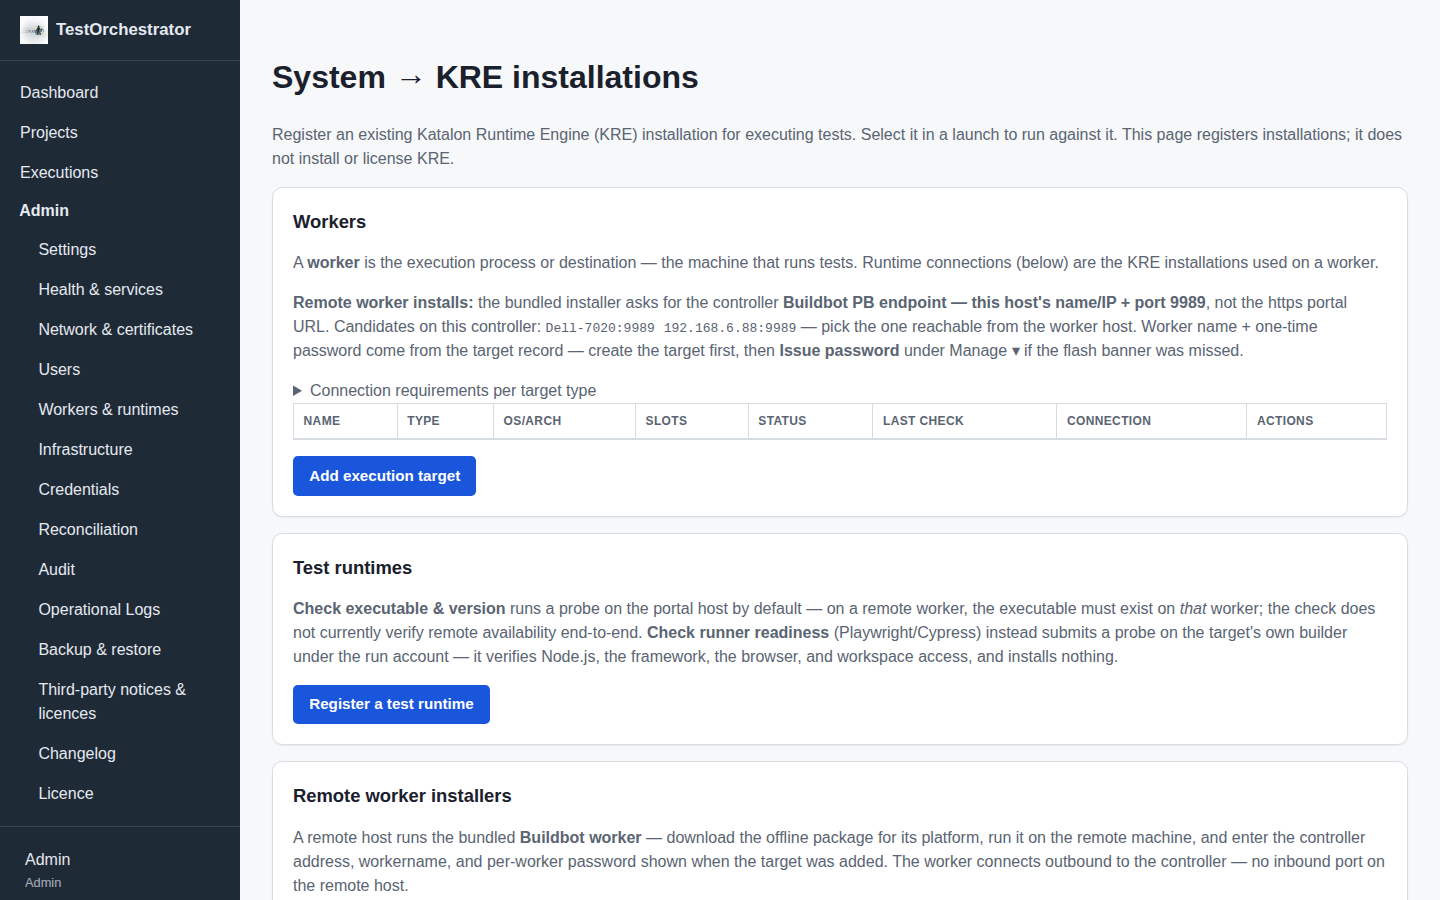 TestOrchestrator
Dashboard
Projects
Executions
Admin
Settings
Health & services
Network & certificates
Users
Workers & runtimes
Infrastructure
Credentials
Reconciliation
Audit
Operational Logs
Backup & restore
Third-party notices &
licences
Changelog
Licence
Admin
Admin
System → KRE installations
Register an existing Katalon Runtime Engine (KRE) installation for executing tests. Select it in a launch to run against it. This page registers installations; it does
not install or license KRE.
Workers
A worker is the execution process or destination — the machine that runs tests. Runtime connections (below) are the KRE installations used on a worker.
Remote worker installs: the bundled installer asks for the controller Buildbot PB endpoint — this host's name/IP + port 9989, not the https portal
URL. Candidates on this controller: Dell-7020:9989 192.168.6.88:9989 — pick the one reachable from the worker host. Worker name + one-time
password come from the target record — create the target first, then Issue password under Manage ▾ if the flash banner was missed.
▶ Connection requirements per target type
NAME TYPE OS/ARCH SLOTS STATUS LAST CHECK CONNECTION ACTIONS
Add execution target
Test runtimes
Check executable & version runs a probe on the portal host by default — on a remote worker, the executable must exist on that worker; the check does
not currently verify remote availability end-to-end. Check runner readiness (Playwright/Cypress) instead submits a probe on the target's own builder
under the run account — it verifies Node.js, the framework, the browser, and workspace access, and installs nothing.
Register a test runtime
Remote worker installers
A remote host runs the bundled Buildbot worker — download the offline package for its platform, run it on the remote machine, and enter the controller
address, workername, and per-worker password shown when the target was added. The worker connects outbound to the controller — no inbound port on
the remote host.